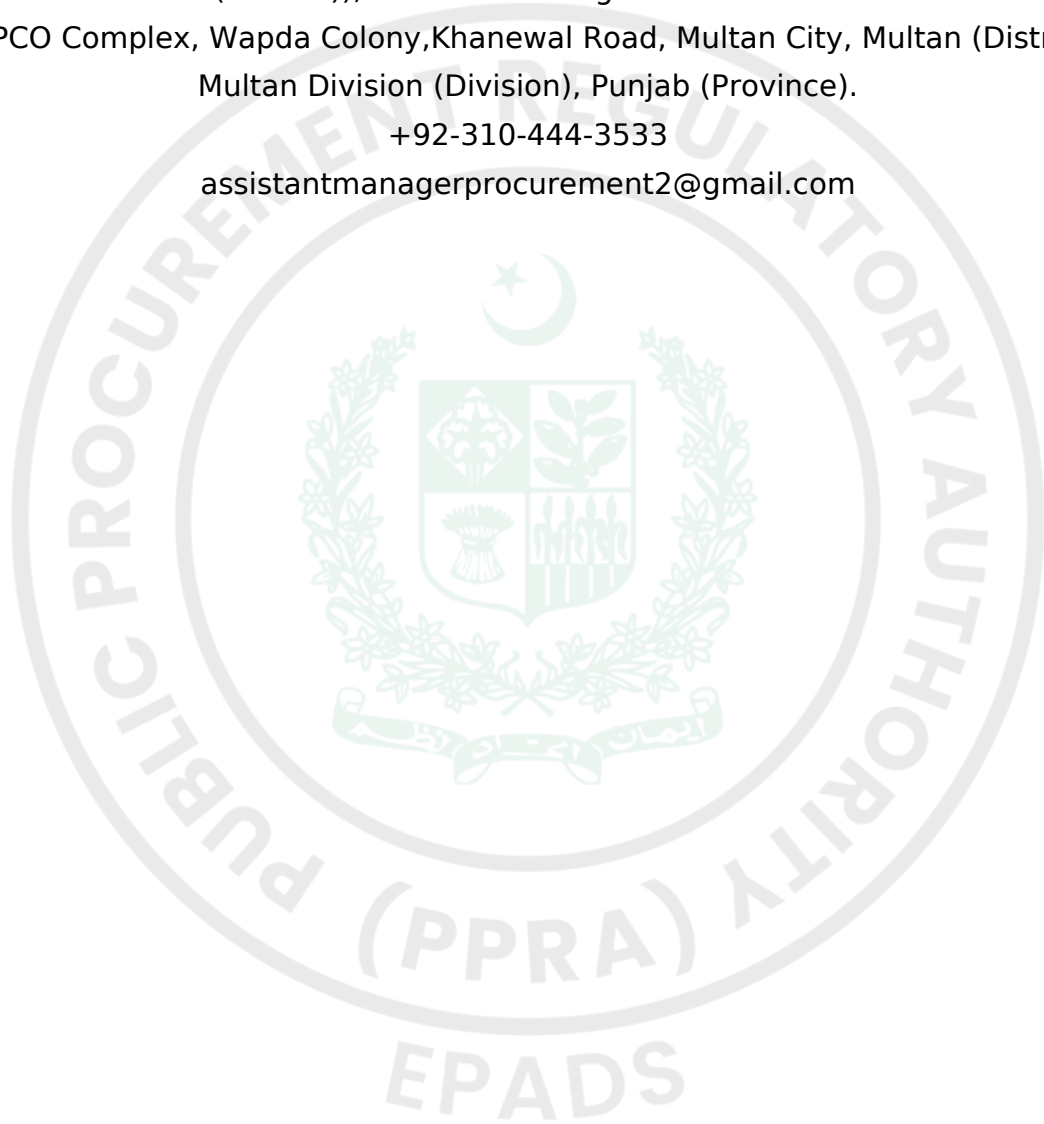 PCO Complex, Wapda Colony,Khanewal Road, Multan City, Multan
Multan Division (Division), Punjab (Province).
+92-310-444-3533
assistantmanagerprocurement2@gmail.com
PUBLIC PROCUREMENT REGULATORY AUTHORITY
(PPRA)
EPADS